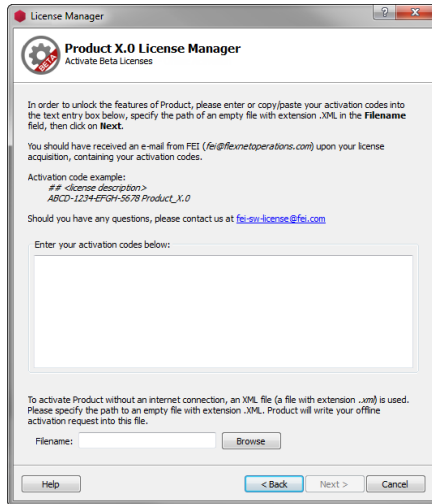 License Manager
?
BETA
Product X.0 License Manager
Activate Beta Licenses
In order to unlock the features of Product, please enter or copy/paste your activation codes into
the text entry box below, specify the path of an empty file with extension .XML in the Filename
field, then click on Next.
You should have received an e-mail from FEI (fei@flexnetoperations.com) upon your license
acquisition, containing your activation codes.
Activation code example:
## <license description>
ABCD-1234-EFGH-5678 Product_X.0
Should you have any questions, please contact us at fei-sw-license@fei.com
Enter your activation codes below:
To activate Product without an internet connection, an XML file (a file with extension ..xml) is used.
Please specify the path to an empty file with extension .XML. Product will write your offline
activation request into this file.
Filename:
Browse
Help
< Back
Next >
Cancel